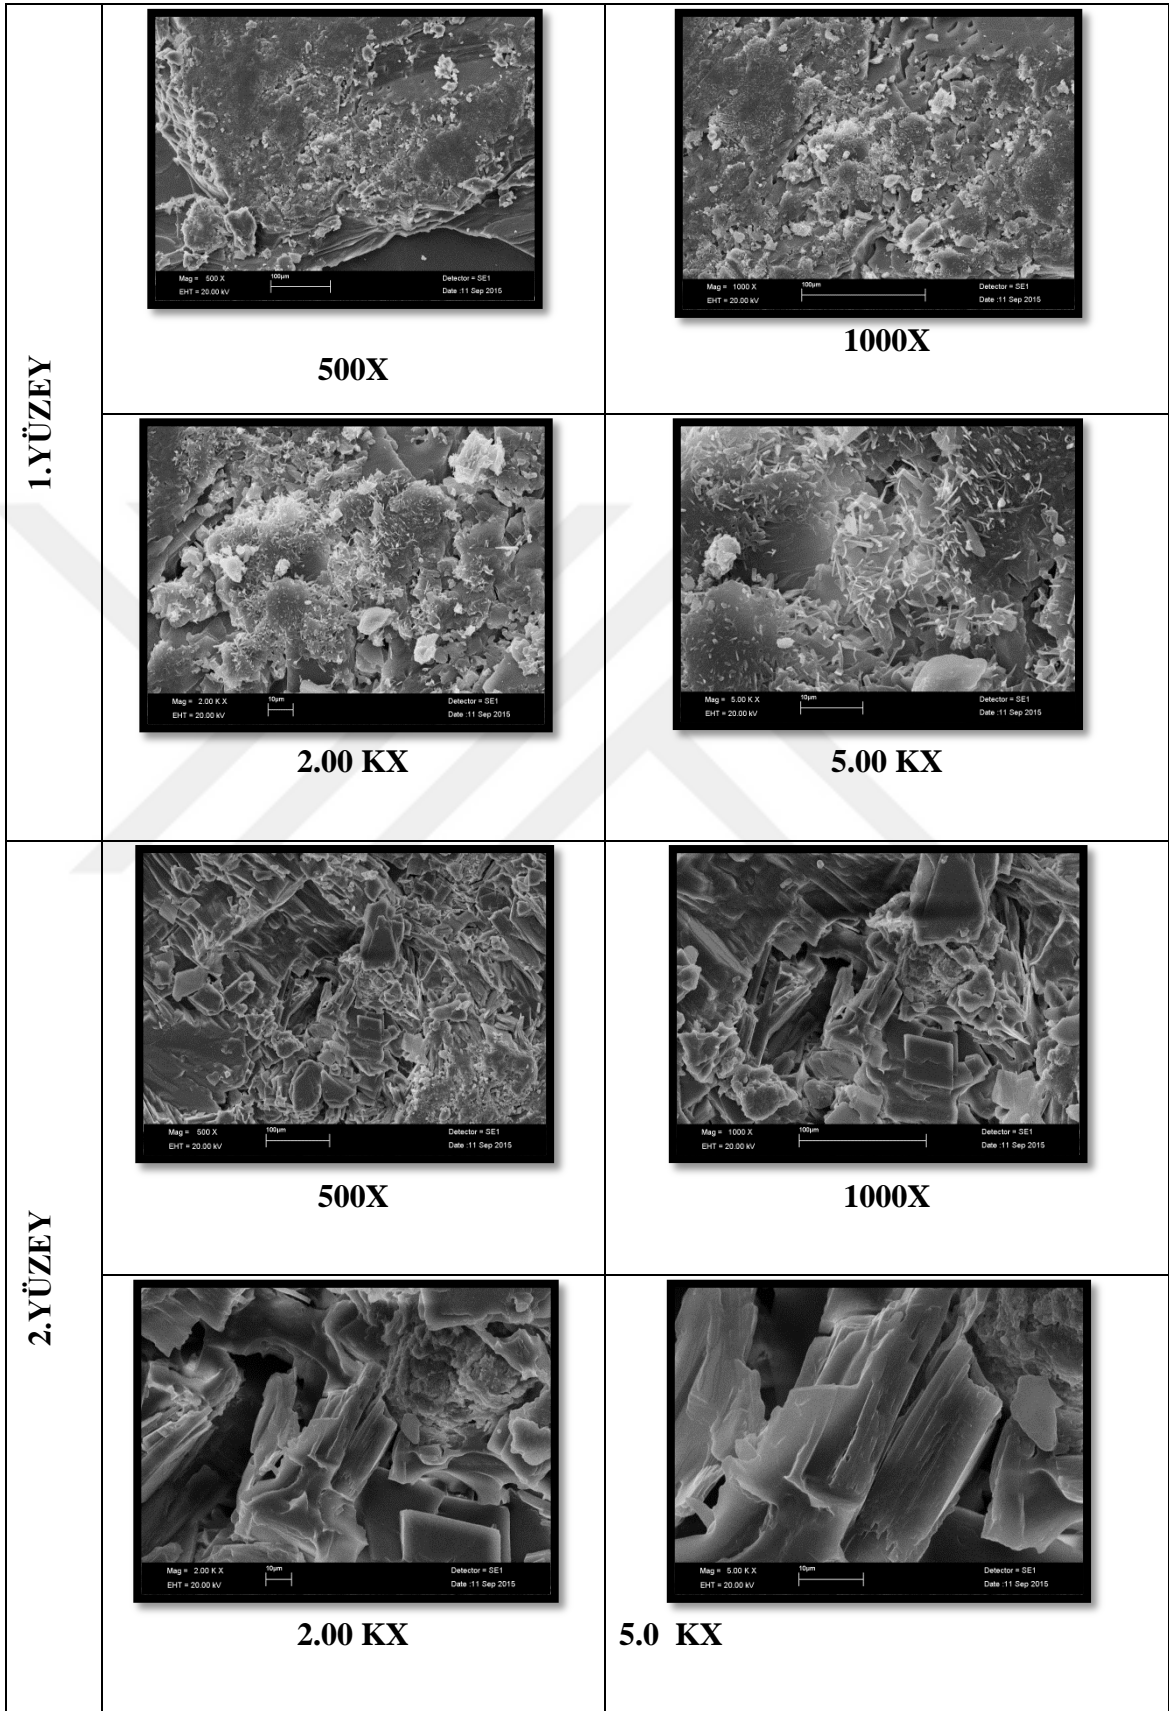 1.YÜZEY
Mag = 500 X 100µm Detector = SE1
EHT = 20.00 kV Date :11 Sep 2015
500X
Mag = 1000 X 100µm Detector = SE1
EHT = 20.00 kV Date :11 Sep 2015
1000X
Mag = 2.00 K X 10µm Detector = SE1
EHT = 20.00 kV Date :11 Sep 2015
2.00 KX
Mag = 5.00 K X 10µm Detector = SE1
EHT = 20.00 kV Date :11 Sep 2015
5.00 KX
2.YÜZEY
Mag = 500 X 100µm Detector = SE1
EHT = 20.00 kV Date :11 Sep 2015
500X
Mag = 1000 X 100µm Detector = SE1
EHT = 20.00 kV Date :11 Sep 2015
1000X
Mag = 2.00 K X 10µm Detector = SE1
EHT = 20.00 kV Date :11 Sep 2015
2.00 KX
Mag = 5.00 K X 10µm Detector = SE1
EHT = 20.00 kV Date :11 Sep 2015
5.0 KX